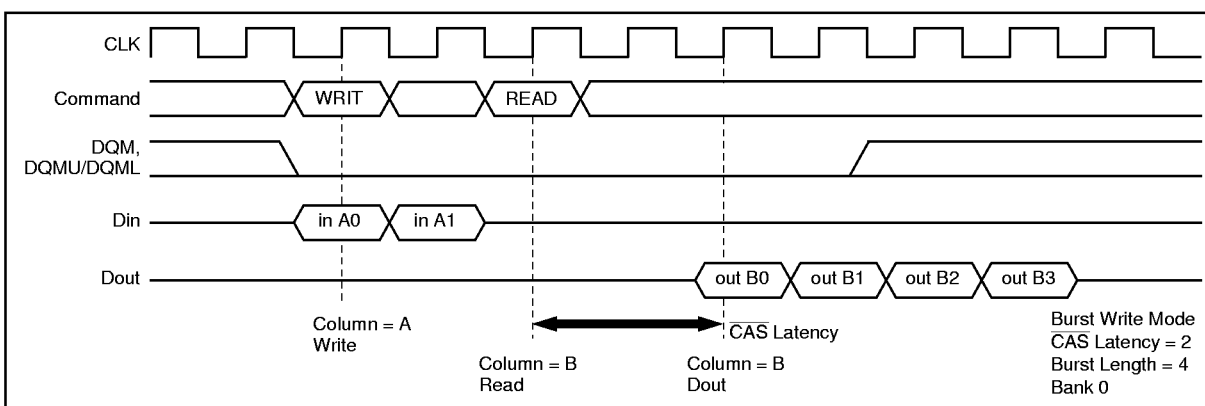 CLK
Command
WRIT
READ
DQM,
DQMU/DQML
Din
in A0
in A1
Dout
out B0
out B1
out B2
out B3
Column = A
Write
CAS Latency
Column = B
Read
Column = B
Dout
Burst Write Mode
CAS Latency = 2
Burst Length = 4
Bank 0